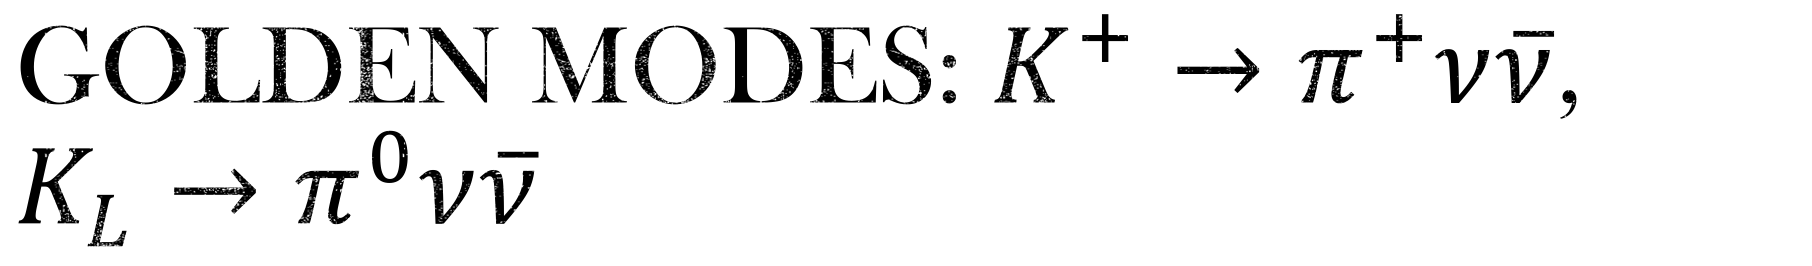 GOLDEN MODES: K⁺ → π⁺νν̄,
K_L → π⁰νν̄